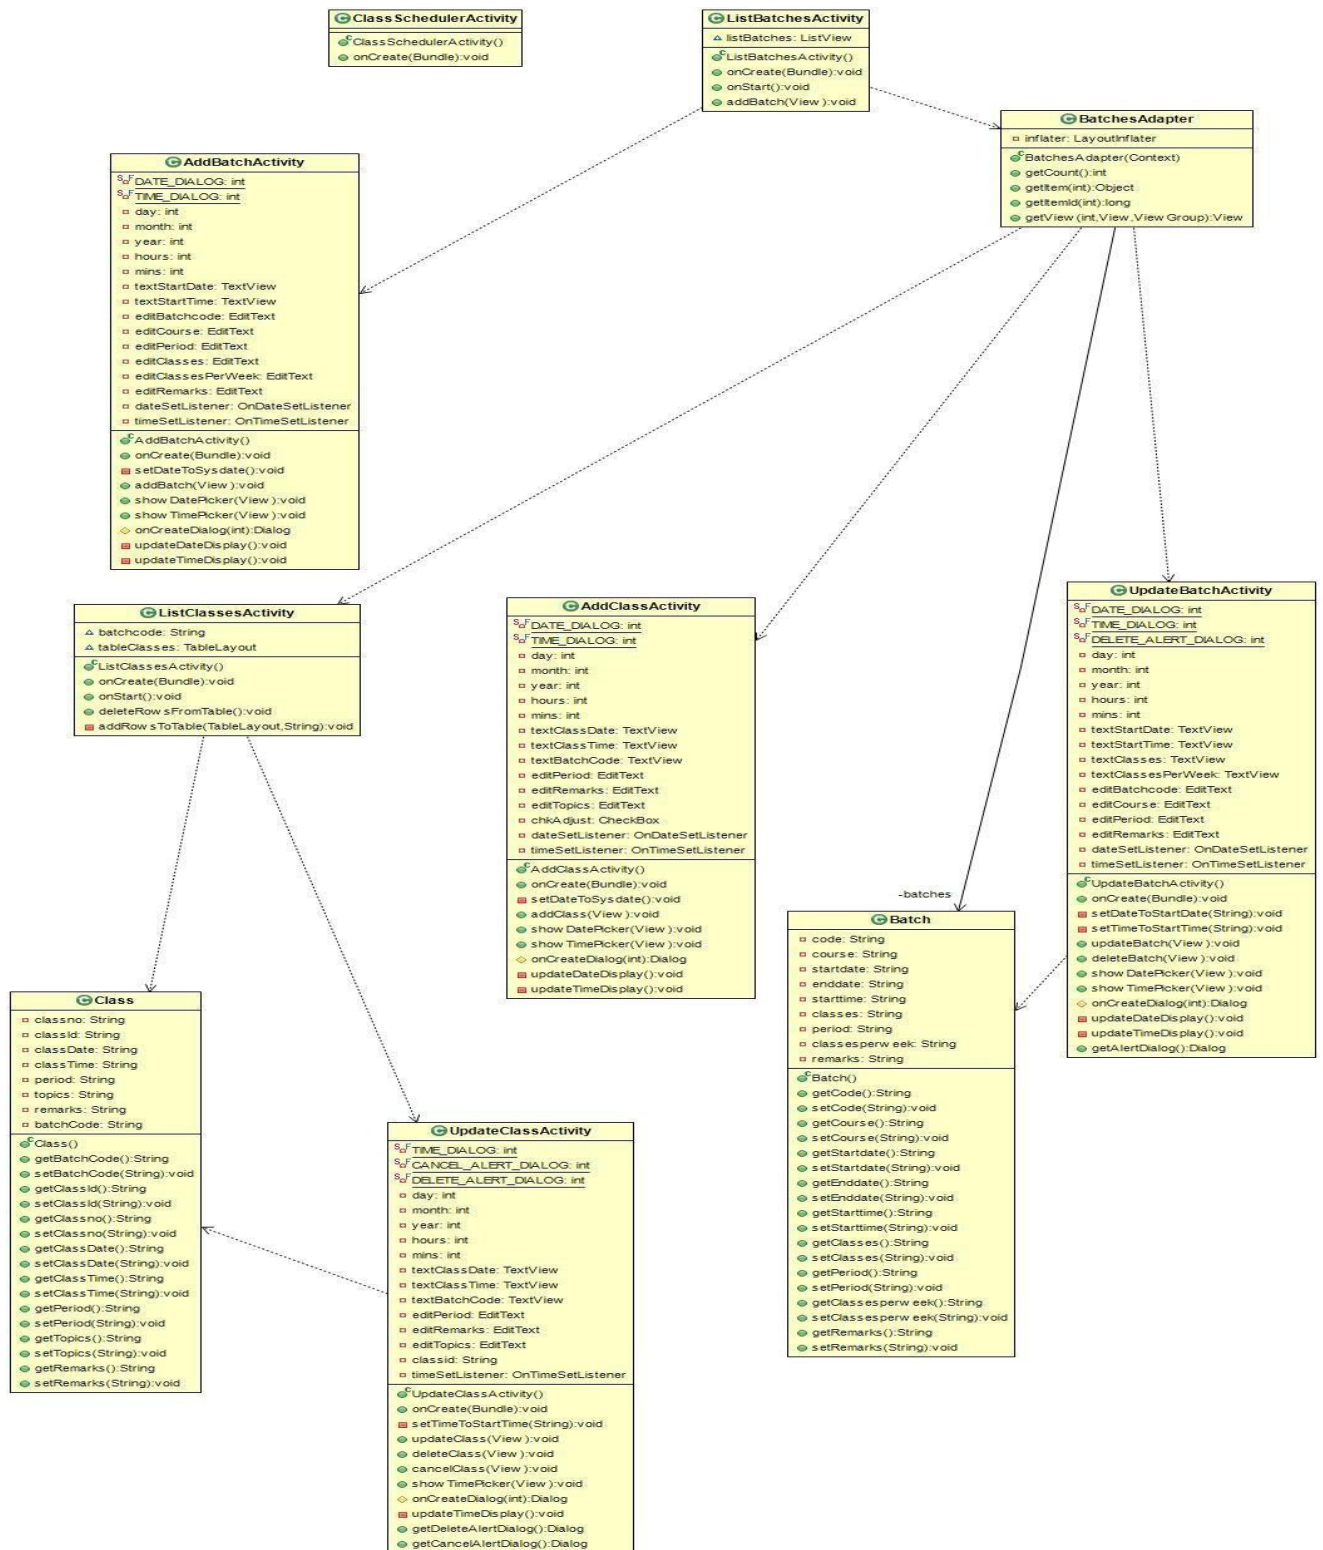 ClassSchedulerActivity
ClassSchedulerActivity()
onCreate(Bundle):void
ListBatchesActivity
listBatches: ListView
ListBatchesActivity()
onCreate(Bundle):void
onStart():void
addBatch(View):void
BatchesAdapter
inflater: LayoutInflater
BatchesAdapter(Context)
getCount():int
getItem(int):Object
getItemId(int):long
getView(int,View,ViewGroup):View
AddBatchActivity
DATE_DIALOG: int
TIME_DIALOG: int
day: int
month: int
year: int
hours: int
mins: int
textStartDate: TextView
textStartTime: TextView
editBatchcode: EditText
editCourse: EditText
editPeriod: EditText
editClasses: EditText
editClassesPerWeek: EditText
editRemarks: EditText
dateSetListener: OnDateSetListener
timeSetListener: OnTimeSetListener
AddBatchActivity()
onCreate(Bundle):void
setDateToSysdate():void
addBatch(View):void
showDatePicker(View):void
showTimePicker(View):void
onCreateDialog(int):Dialog
updateDateDisplay():void
updateTimeDisplay():void
ListClassesActivity
batchcode: String
tableClasses: TableLayout
ListClassesActivity()
onCreate(Bundle):void
onStart():void
deleteRowsFromTable():void
addRowsToTable(TableLayout,String):void
AddClassActivity
DATE_DIALOG: int
TIME_DIALOG: int
day: int
month: int
year: int
hours: int
mins: int
textClassDate: TextView
textClassTime: TextView
textBatchCode: TextView
editPeriod: EditText
editRemarks: EditText
editTopics: EditText
chkAdjust: CheckBox
dateSetListener: OnDateSetListener
timeSetListener: OnTimeSetListener
AddClassActivity()
onCreate(Bundle):void
setDateToSysdate():void
addClass(View):void
showDatePicker(View):void
showTimePicker(View):void
onCreateDialog(int):Dialog
updateDateDisplay():void
updateTimeDisplay():void
UpdateBatchActivity
DATE_DIALOG: int
TIME_DIALOG: int
DELETE_ALERT_DIALOG: int
day: int
month: int
year: int
hours: int
mins: int
textStartDate: TextView
textStartTime: TextView
textClasses: TextView
textClassesPerWeek: TextView
editBatchcode: EditText
editCourse: EditText
editPeriod: EditText
editRemarks: EditText
dateSetListener: OnDateSetListener
timeSetListener: OnTimeSetListener
UpdateBatchActivity()
onCreate(Bundle):void
setDateToStartDate(String):void
setTimeToStartTime(String):void
updateBatch(View):void
deleteBatch(View):void
showDatePicker(View):void
showTimePicker(View):void
onCreateDialog(int):Dialog
updateDateDisplay():void
updateTimeDisplay():void
getAlertDialog():Dialog
-batches
Batch
code: String
course: String
startdate: String
enddate: String
starttime: String
classes: String
period: String
classesperweek: String
remarks: String
Batch()
getCode():String
setCode(String):void
getCourse():String
setCourse(String):void
getStartdate():String
setStartdate(String):void
getEnddate():String
setEnddate(String):void
getStarttime():String
setStarttime(String):void
getClasses():String
setClasses(String):void
getPeriod():String
setPeriod(String):void
getClassesperweek():String
setClassesperweek(String):void
getRemarks():String
setRemarks(String):void
Class
classno: String
classId: String
classDate: String
classTime: String
period: String
topics: String
remarks: String
batchCode: String
Class()
getBatchCode():String
setBatchCode(String):void
getClassId():String
setClassId(String):void
getClassno():String
setClassno(String):void
getClassDate():String
setClassDate(String):void
getClassTime():String
setClassTime(String):void
getPeriod():String
setPeriod(String):void
getTopics():String
setTopics(String):void
getRemarks():String
setRemarks(String):void
UpdateClassActivity
TIME_DIALOG: int
CANCEL_ALERT_DIALOG: int
DELETE_ALERT_DIALOG: int
day: int
month: int
year: int
hours: int
mins: int
textClassDate: TextView
textClassTime: TextView
textBatchCode: TextView
editPeriod: EditText
editRemarks: EditText
editTopics: EditText
classid: String
timeSetListener: OnTimeSetListener
UpdateClassActivity()
onCreate(Bundle):void
setTimeToStartTime(String):void
updateClass(View):void
deleteClass(View):void
cancelClass(View):void
showTimePicker(View):void
onCreateDialog(int):Dialog
updateTimeDisplay():void
getDeleteAlertDialog():Dialog
getCancelAlertDialog():Dialog